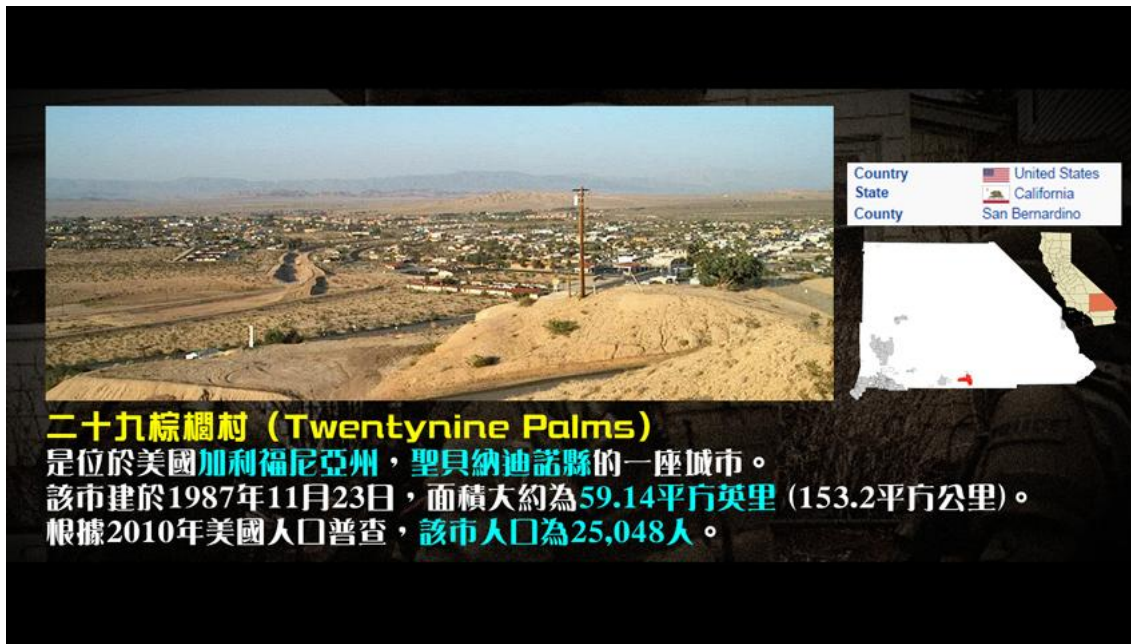 Country United States
State California
County San Bernardino
二十九棕櫚村（Twentynine Palms）
是位於美國加利福尼亞州，聖貝納迪諾縣的一座城市。
該市建於1987年11月23日，面積大約為59.14平方英里 (153.2平方公里)。
根據2010年美國人口普查，該市人口為25,048人。